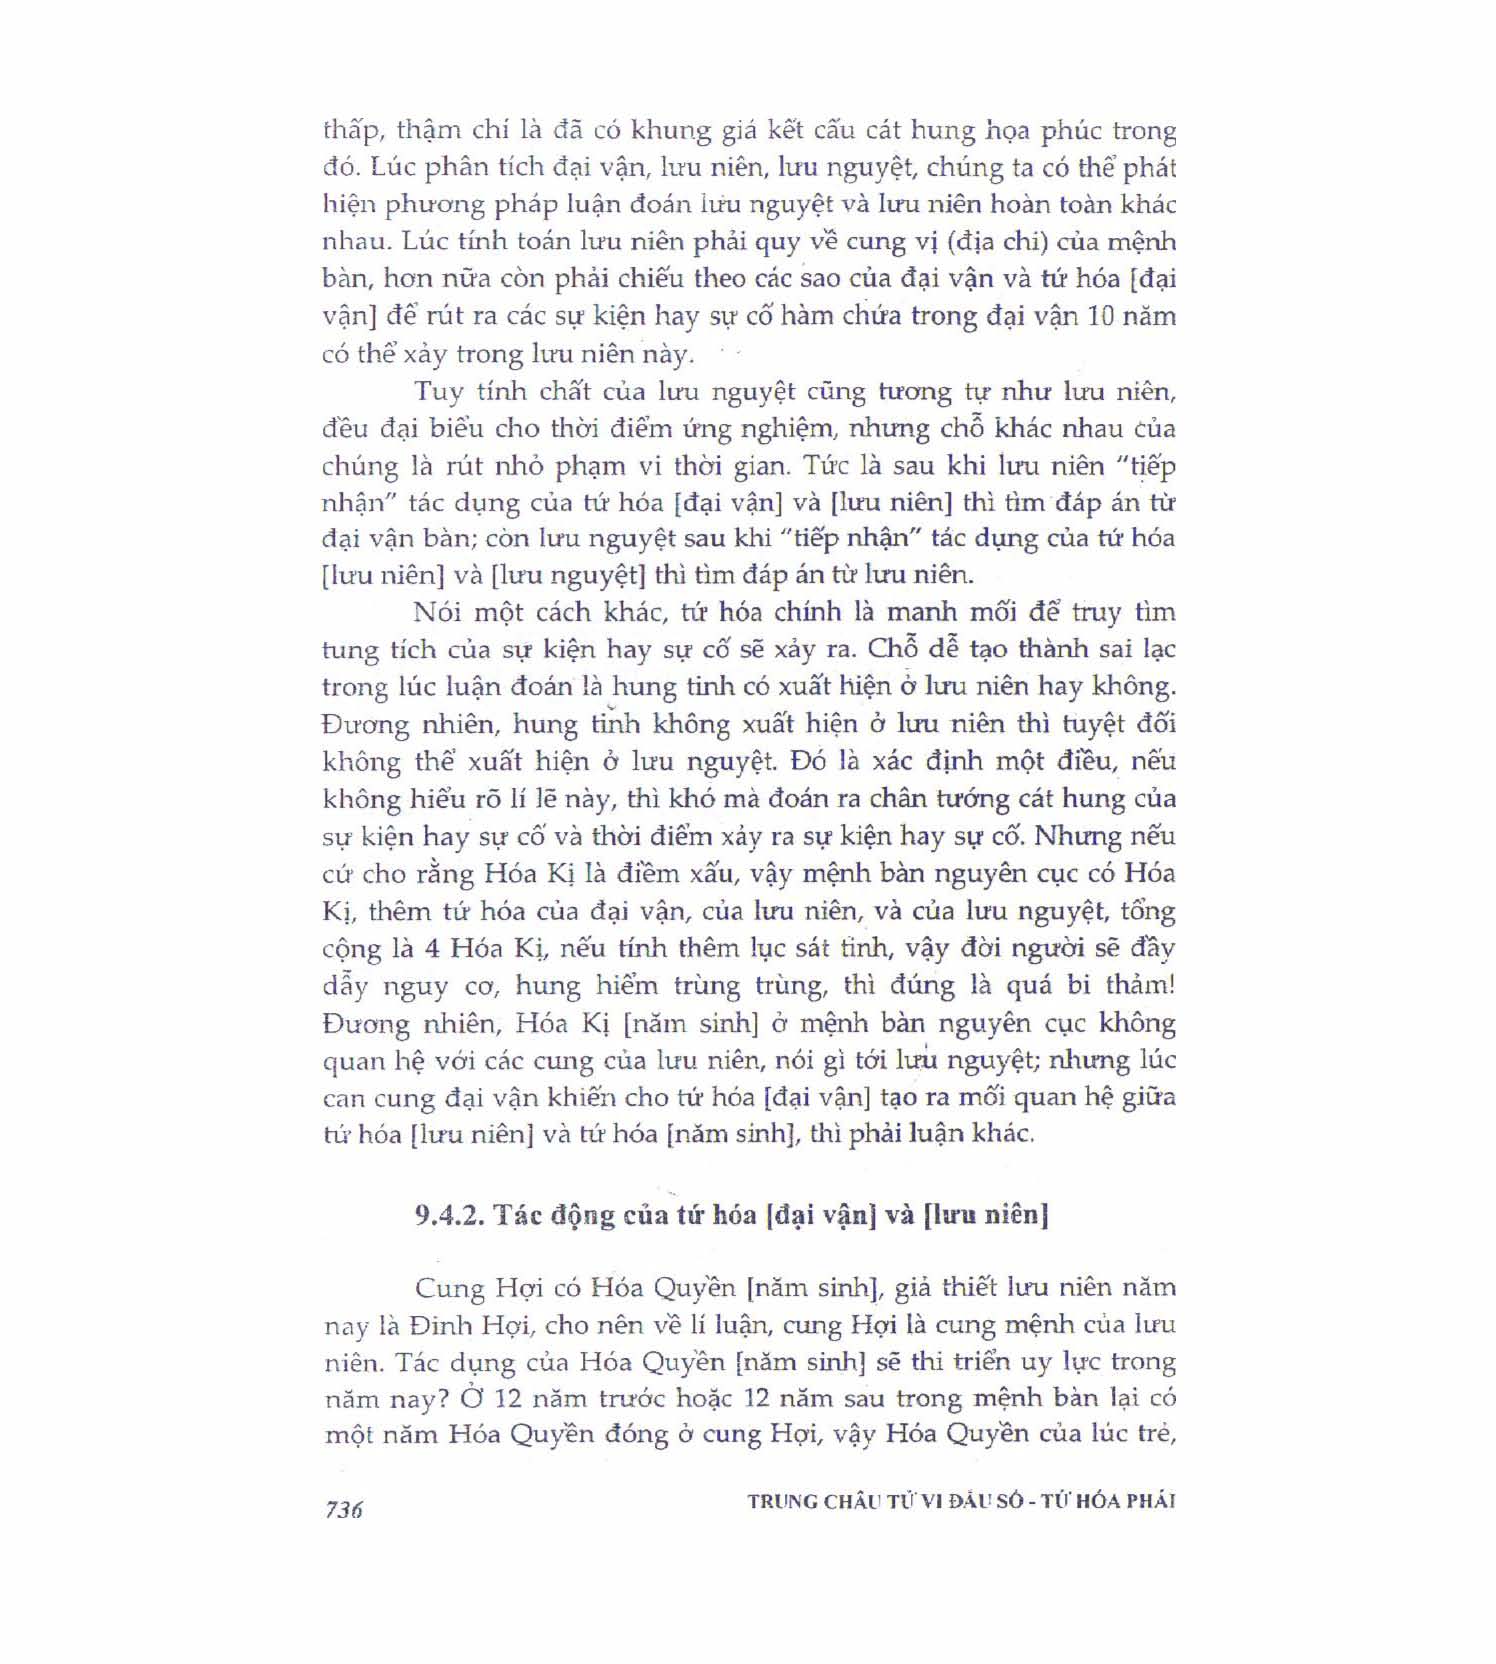 thấp, thậm chí là đã có khung giá kết cấu cát hung họa phúc trong
đó. Lúc phân tích đại vận, lưu niên, lưu nguyệt, chúng ta có thể phát
hiện phương pháp luận đoán lưu nguyệt và lưu niên hoàn toàn khác
nhau. Lúc tính toán lưu niên phải quy về cung vị (địa chi) của mệnh
bàn, hơn nữa còn phải chiếu theo các sao của đại vận và tứ hóa [đại
vận] để rút ra các sự kiện hay sự cố hàm chứa trong đại vận 10 năm
có thể xảy trong lưu niên này.
Tuy tính chất của lưu nguyệt cũng tương tự như lưu niên,
đều đại biểu cho thời điểm ứng nghiệm, nhưng chỗ khác nhau của
chúng là rút nhỏ phạm vi thời gian. Tức là sau khi lưu niên "tiếp
nhận" tác dụng của tứ hóa [đại vận] và [lưu niên] thì tìm đáp án từ
đại vận bàn; còn lưu nguyệt sau khi "tiếp nhận" tác dụng của tứ hóa
[lưu niên] và [lưu nguyệt] thì tìm đáp án từ lưu niên.
Nói một cách khác, tứ hóa chính là manh mối để truy tìm
tung tích của sự kiện hay sự cố sẽ xảy ra. Chỗ dễ tạo thành sai lạc
trong lúc luận đoán là hung tinh có xuất hiện ở lưu niên hay không.
Đương nhiên, hung tinh không xuất hiện ở lưu niên thì tuyệt đối
không thể xuất hiện ở lưu nguyệt. Đó là xác định một điều, nếu
không hiểu rõ lí lẽ này, thì khó mà đoán ra chân tướng cát hung của
sự kiện hay sự cố và thời điểm xảy ra sự kiện hay sự cố. Nhưng nếu
cứ cho rằng Hóa Kị là điềm xấu, vậy mệnh bàn nguyên cục có Hóa
Kị, thêm tứ hóa của đại vận, của lưu niên, và của lưu nguyệt, tổng
cộng là 4 Hóa Kị, nếu tính thêm lục sát tinh, vậy đời người sẽ đầy
dẫy nguy cơ, hung hiểm trùng trùng, thì đúng là quá bi thảm!
Đương nhiên, Hóa Kị [năm sinh] ở mệnh bàn nguyên cục không
quan hệ với các cung của lưu niên, nói gì tới lưu nguyệt; nhưng lúc
can cung đại vận khiến cho tứ hóa [đại vận] tạo ra mối quan hệ giữa
tứ hóa [lưu niên] và tứ hóa [năm sinh], thì phải luận khác.
9.4.2. Tác động của tứ hóa [đại vận] và [lưu niên]
Cung Hợi có Hóa Quyền [năm sinh], giả thiết lưu niên năm
nay là Đinh Hợi, cho nên về lí luận, cung Hợi là cung mệnh của lưu
niên. Tác dụng của Hóa Quyền [năm sinh] sẽ thi triển uy lực trong
năm nay? Ở 12 năm trước hoặc 12 năm sau trong mệnh bàn lại có
một năm Hóa Quyền đóng ở cung Hợi, vậy Hóa Quyền của lúc trẻ,
736
TRUNG CHÂU TỬ VI ĐẨU SỐ - TỨ HÓA PHÁI